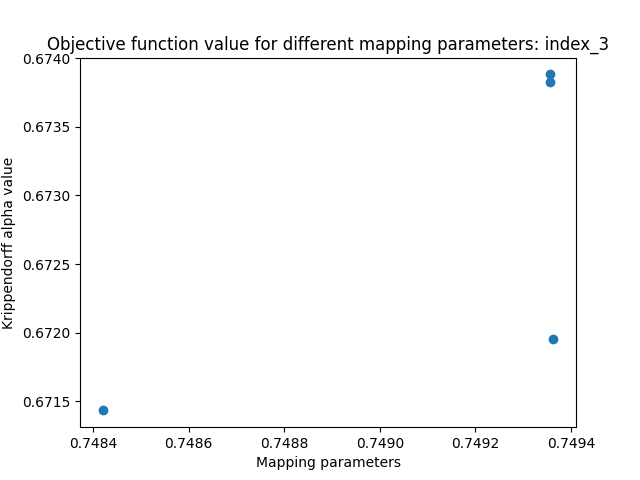 Objective function value for different mapping parameters: index_3
0.6740
0.6735
0.6730
0.6725
0.6720
0.6715
Krippendorff alpha value
0.7484 0.7486 0.7488 0.7490 0.7492 0.7494
Mapping parameters